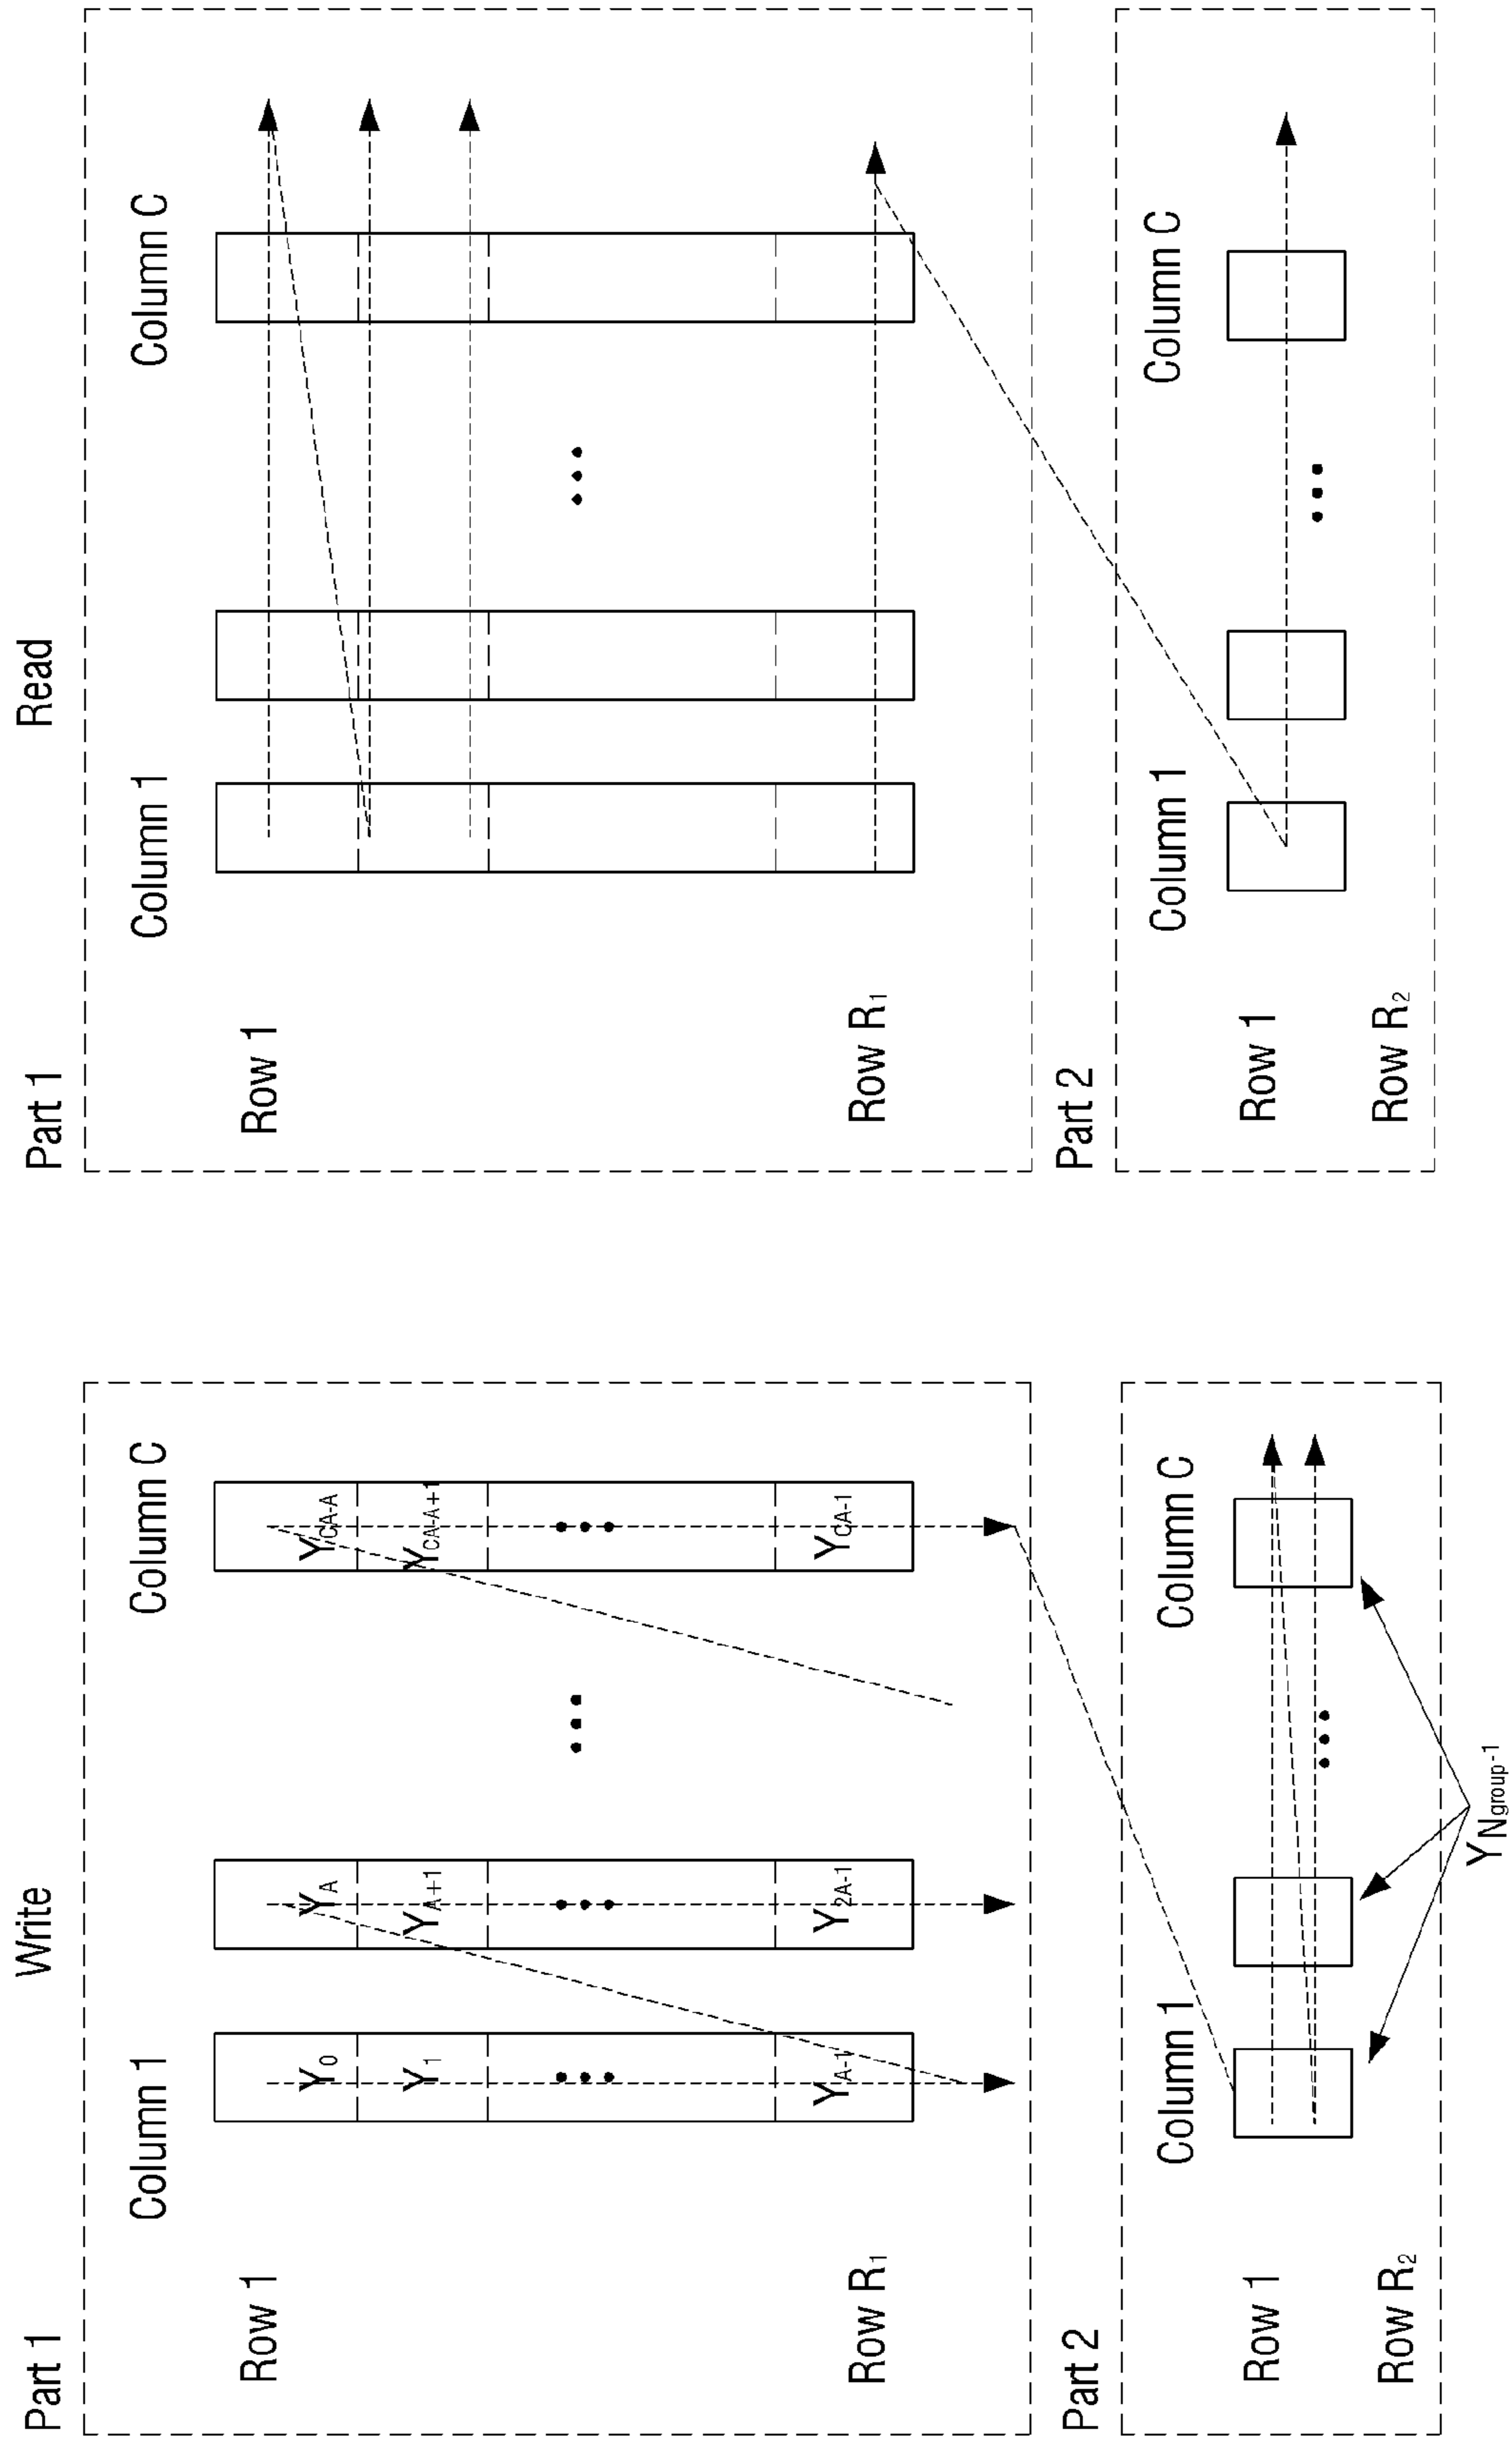 Write
Part 1
Column 1
Column C
Row 1
Y0
YA
YCA-A
Y1
YA+1
YCA-A+1
YA-1
Y2A-1
YCA-1
Row R1
Part 2
Column 1
Column C
Row 1
Row R2
YNgroup-1
Read
Part 1
Column 1
Column C
Row 1
Row R1
Part 2
Column 1
Column C
Row 1
Row R2